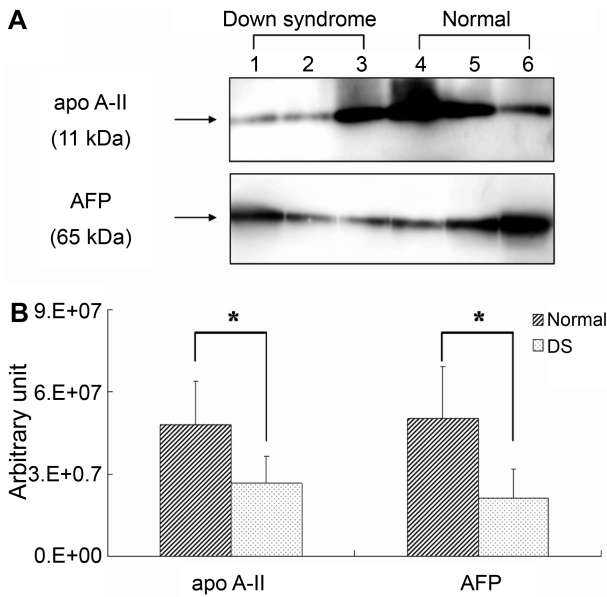 A
Down syndrome Normal
1 2 3 4 5 6
apo A-II
(11 kDa)
AFP
(65 kDa)
B
9.E+07
6.E+07
3.E+0.7
0.E+00
Arbitrary unit
* *
Normal
DS
apo A-II AFP